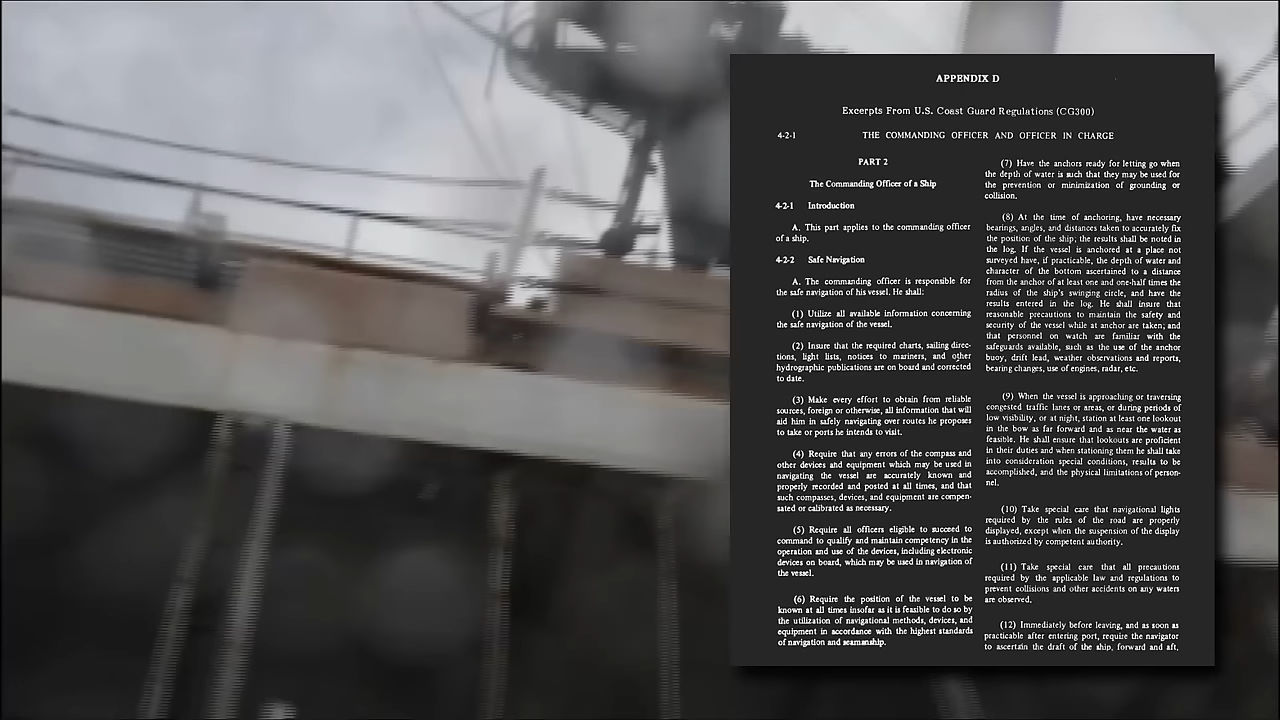 APPENDIX D
Excerpts From U.S. Coast Guard Regulations (CG300)
4-2-1 THE COMMANDING OFFICER AND OFFICER IN CHARGE
PART 2
The Commanding Officer of a Ship
4-2-1 Introduction
A. This part applies to the commanding officer
of a ship.
4-2-2 Safe Navigation
A. The commanding officer is responsible for
the safe navigation of his vessel. He shall:
(1) Utilize all available information concerning
the safe navigation of the vessel.
(2) Insure that the required charts, sailing direc-
tions, light lists, notices to mariners, and other
hydrographic publications are on board and corrected
to date.
(3) Make every effort to obtain from reliable
sources, foreign or otherwise, all information that will
aid him in safely navigating over routes he proposes
to take or ports he intends to visit.
(4) Require that any errors of the compass and
other devices and equipment which may be used in
navigating the vessel are accurately known and
properly recorded and posted at all times, and that
such compasses, devices, and equipment are compen-
sated or calibrated as necessary.
(5) Require all officers eligible to succeed to
command to qualify and maintain competency in the
operation and use of the devices, including electronic
devices on board, which may be used in navigation of
the vessel.
(6) Require the position of the vessel to be
known at all times insofar as it is feasible to do so by
the utilization of navigational methods, devices, and
equipment in accordance with the highest standards
of navigation and seamanship.
(7) Have the anchors ready for letting go when
the depth of water is such that they may be used for
the prevention or minimization of grounding or
collision.
(8) At the time of anchoring, have necessary
bearings, angles, and distances taken to accurately fix
the position of the ship; the results shall be noted in
the log. If the vessel is anchored at a place not
surveyed have, if practicable, the depth of water and
character of the bottom ascertained to a distance
from the anchor of at least one and one-half times the
radius of the ship's swinging circle, and have the
results entered in the log. He shall insure that
reasonable precautions to maintain the safety and
security of the vessel while at anchor are taken; and
that personnel on watch are familiar with the
safeguards available, such as the use of the anchor
buoy, drift lead, weather observations and reports,
bearing changes, use of engines, radar, etc.
(9) When the vessel is approaching or traversing
congested traffic lanes or areas, or during periods of
low visibility, or at night, station at least one lookout
in the bow as far forward and as near the water as
feasible. He shall ensure that lookouts are proficient
in their duties and when stationing them he shall take
into consideration special conditions, results to be
accomplished, and the physical limitations of person-
nel.
(10) Take special care that navigational lights
required by the rules of the road are properly
displayed, except when the suspension of the display
is authorized by competent authority.
(11) Take special care that all precautions
required by the applicable laws and regulations to
prevent collisions and other accidents on any waters
are observed.
(12) Immediately before leaving, and as soon as
practicable after entering port, require the navigator
to ascertain the draft of the ship forward and aft.